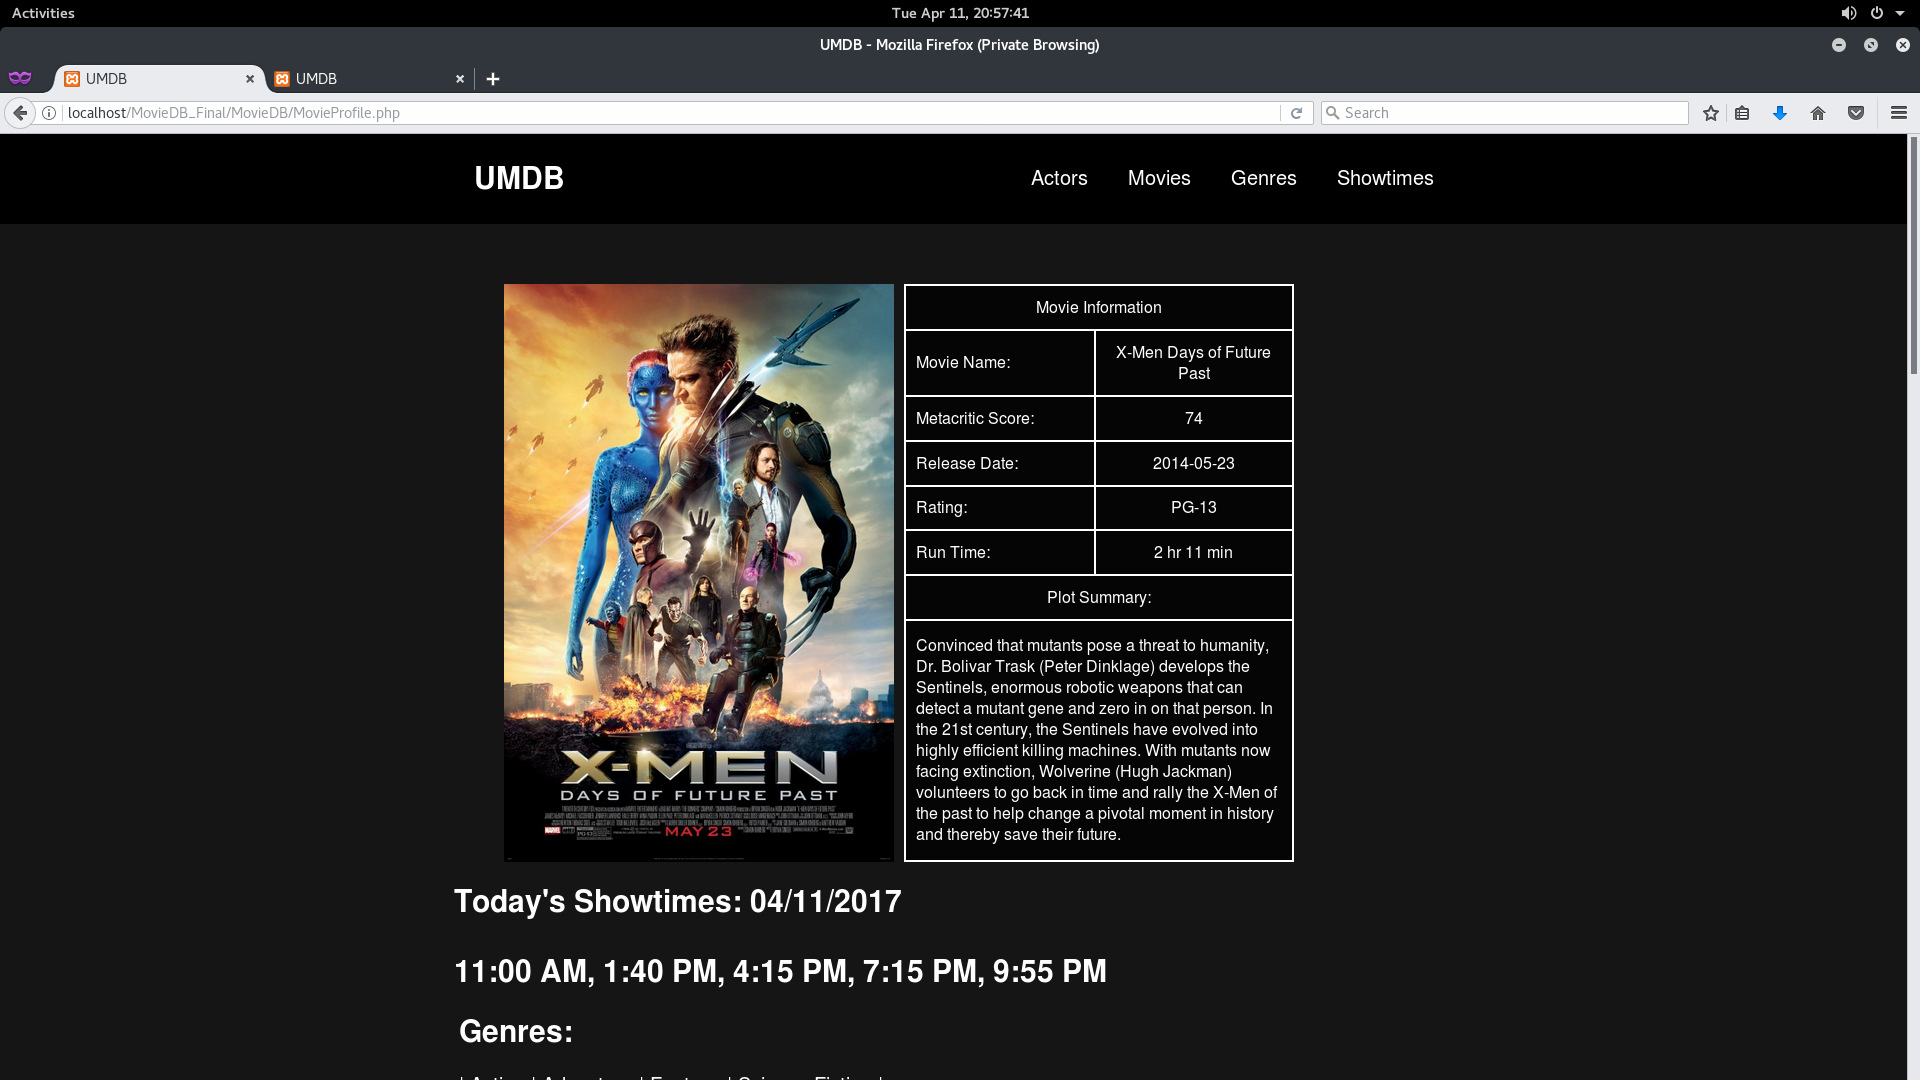 Activities
Tue Apr 11, 20:57:41
UMDB - Mozilla Firefox (Private Browsing)
UMDB
UMDB
localhost/MovieDB_Final/MovieDB/MovieProfile.php
Search
UMDB
Actors
Movies
Genres
Showtimes
X-MEN
DAYS OF FUTURE PAST
MAY 23
Movie Information
Movie Name:
X-Men Days of Future
Past
Metacritic Score:
74
Release Date:
2014-05-23
Rating:
PG-13
Run Time:
2 hr 11 min
Plot Summary:
Convinced that mutants pose a threat to humanity,
Dr. Bolivar Trask (Peter Dinklage) develops the
Sentinels, enormous robotic weapons that can
detect a mutant gene and zero in on that person. In
the 21st century, the Sentinels have evolved into
highly efficient killing machines. With mutants now
facing extinction, Wolverine (Hugh Jackman)
volunteers to go back in time and rally the X-Men of
the past to help change a pivotal moment in history
and thereby save their future.
Today's Showtimes: 04/11/2017
11:00 AM, 1:40 PM, 4:15 PM, 7:15 PM, 9:55 PM
Genres: